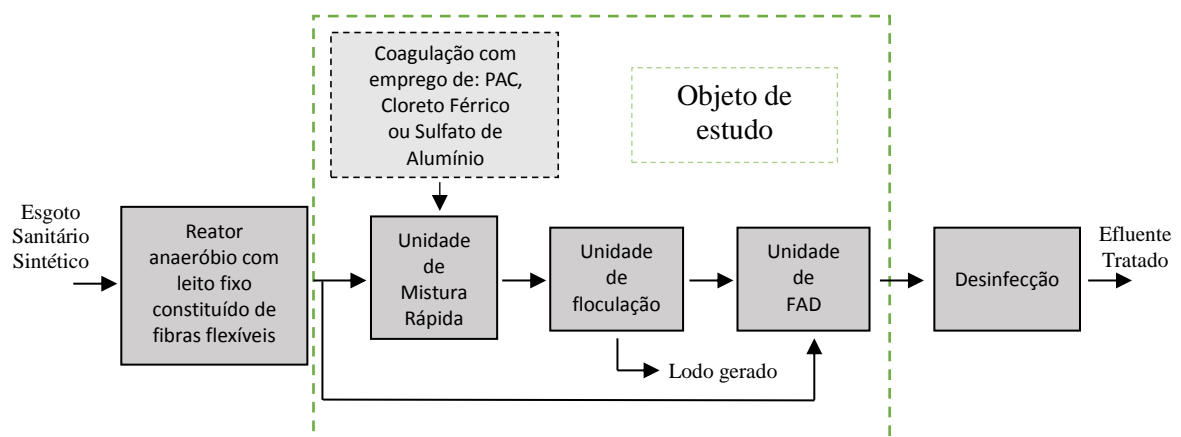 Coagulação com
emprego de: PAC,
Cloreto Férrico
ou Sulfato de
Alumínio
Objeto de
estudo
Esgoto
Sanitário
Sintético
Reator
anaeróbio com
leito fixo
constituído de
fibras flexíveis
Unidade
de
Mistura
Rápida
Unidade
de
floculação
Unidade
de
FAD
Desinfecção
Efluente
Tratado
Lodo gerado